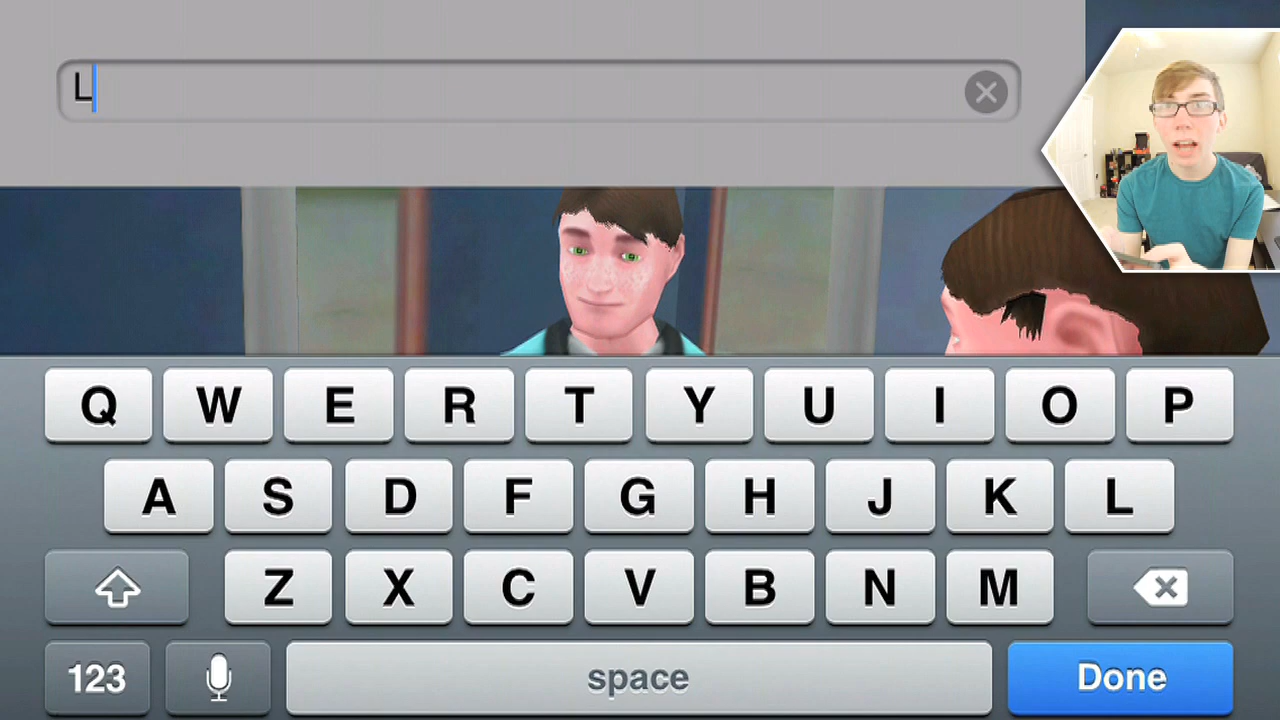 L
Q W E R T Y U I O P
A S D F G H J K L
Z X C V B N M
123 space Done